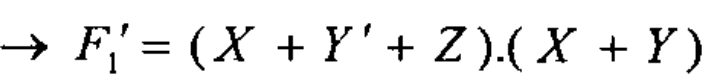 → F₁′ = ( X + Y ′ + Z ).( X + Y )